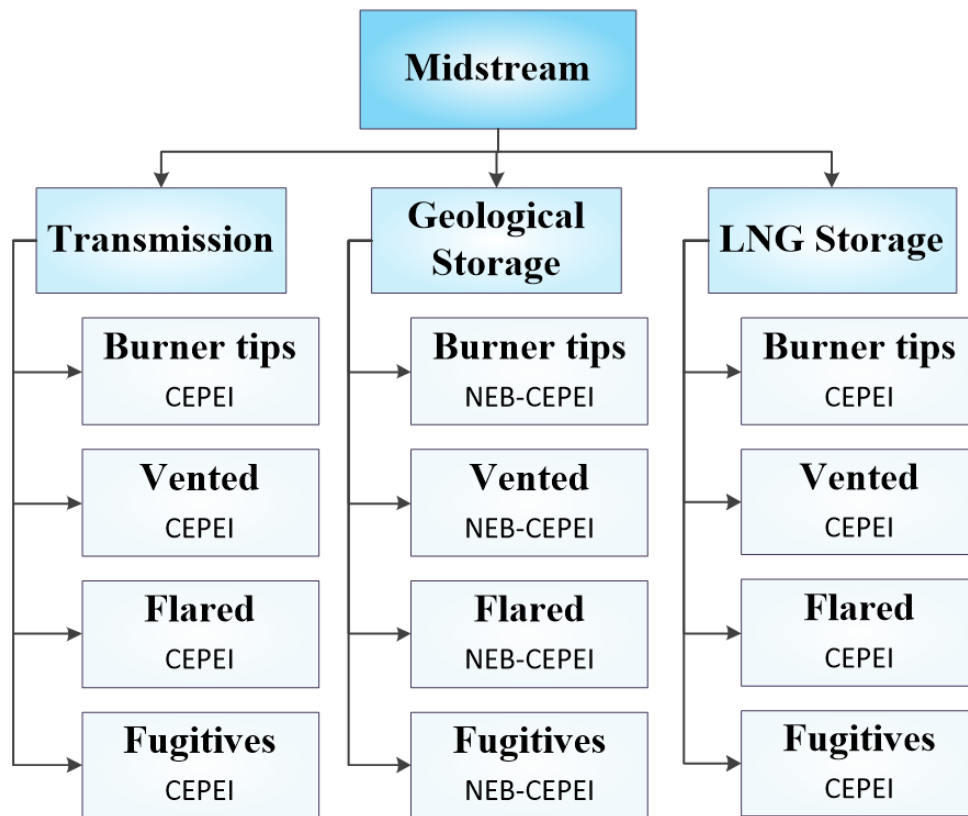 Midstream
Transmission
Geological
Storage
LNG Storage
Burner tips
CEPEI
Burner tips
NEB-CEPEI
Burner tips
CEPEI
Vented
CEPEI
Vented
NEB-CEPEI
Vented
CEPEI
Flared
CEPEI
Flared
NEB-CEPEI
Flared
CEPEI
Fugitives
CEPEI
Fugitives
NEB-CEPEI
Fugitives
CEPEI